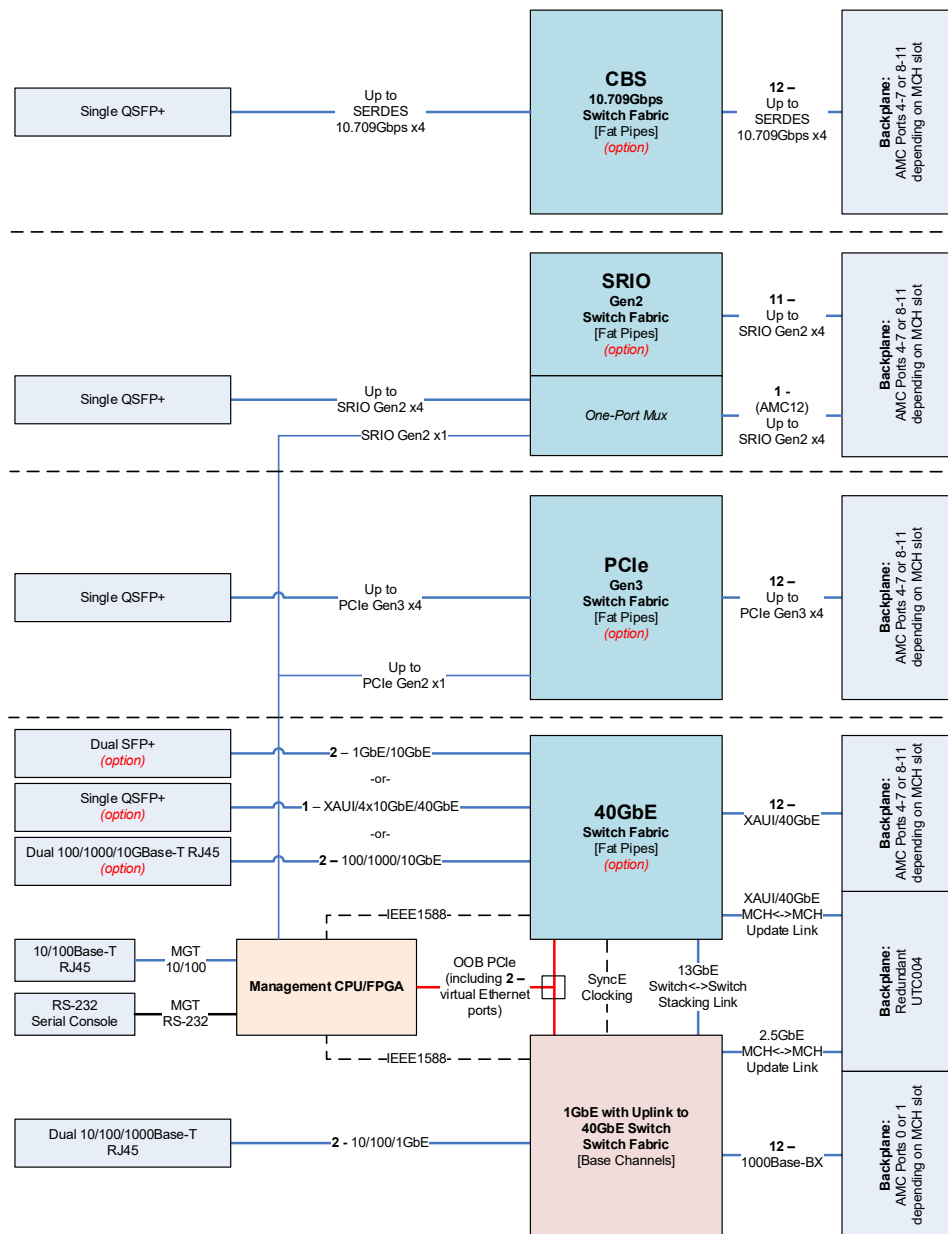 Single QSFP+
Up to
SERDES
10.709Gbps x4
CBS
10.709Gbps
Switch Fabric
[Fat Pipes]
(option)
12 –
Up to
SERDES
10.709Gbps x4
Backplane:
AMC Ports 4-7 or 8-11
depending on MCH slot
SRIO
Gen2
Switch Fabric
[Fat Pipes]
(option)
11 –
Up to
SRIO Gen2 x4
Single QSFP+
Up to
SRIO Gen2 x4
SRIO Gen2 x1
One-Port Mux
1 -
(AMC12)
Up to
SRIO Gen2 x4
Backplane:
AMC Ports 4-7 or 8-11
depending on MCH slot
Single QSFP+
Up to
PCIe Gen3 x4
Up to
PCIe Gen2 x1
PCIe
Gen3
Switch Fabric
[Fat Pipes]
(option)
12 –
Up to
PCIe Gen3 x4
Backplane:
AMC Ports 4-7 or 8-11
depending on MCH slot
Dual SFP+
(option)
2 – 1GbE/10GbE
-or-
Single QSFP+
(option)
1 – XAUI/4x10GbE/40GbE
-or-
Dual 100/1000/10GBase-T RJ45
(option)
2 – 100/1000/10GbE
40GbE
Switch Fabric
[Fat Pipes]
(option)
12 –
XAUI/40GbE
Backplane:
AMC Ports 4-7 or 8-11
depending on MCH slot
XAUI/40GbE
MCH<->MCH
Update Link
IEEE1588
10/100Base-T
RJ45
MGT
10/100
RS-232
Serial Console
MGT
RS-232
Management CPU/FPGA
OOB PCIe
(including 2 –
virtual Ethernet
ports)
SyncE
Clocking
13GbE
Switch<->Switch
Stacking Link
Backplane:
Redundant
UTC004
IEEE1588
2.5GbE
MCH<->MCH
Update Link
Dual 10/100/1000Base-T
RJ45
2 - 10/100/1GbE
1GbE with Uplink to
40GbE Switch
Switch Fabric
[Base Channels]
12 –
1000Base-BX
Backplane:
AMC Ports 0 or 1
depending on MCH slot